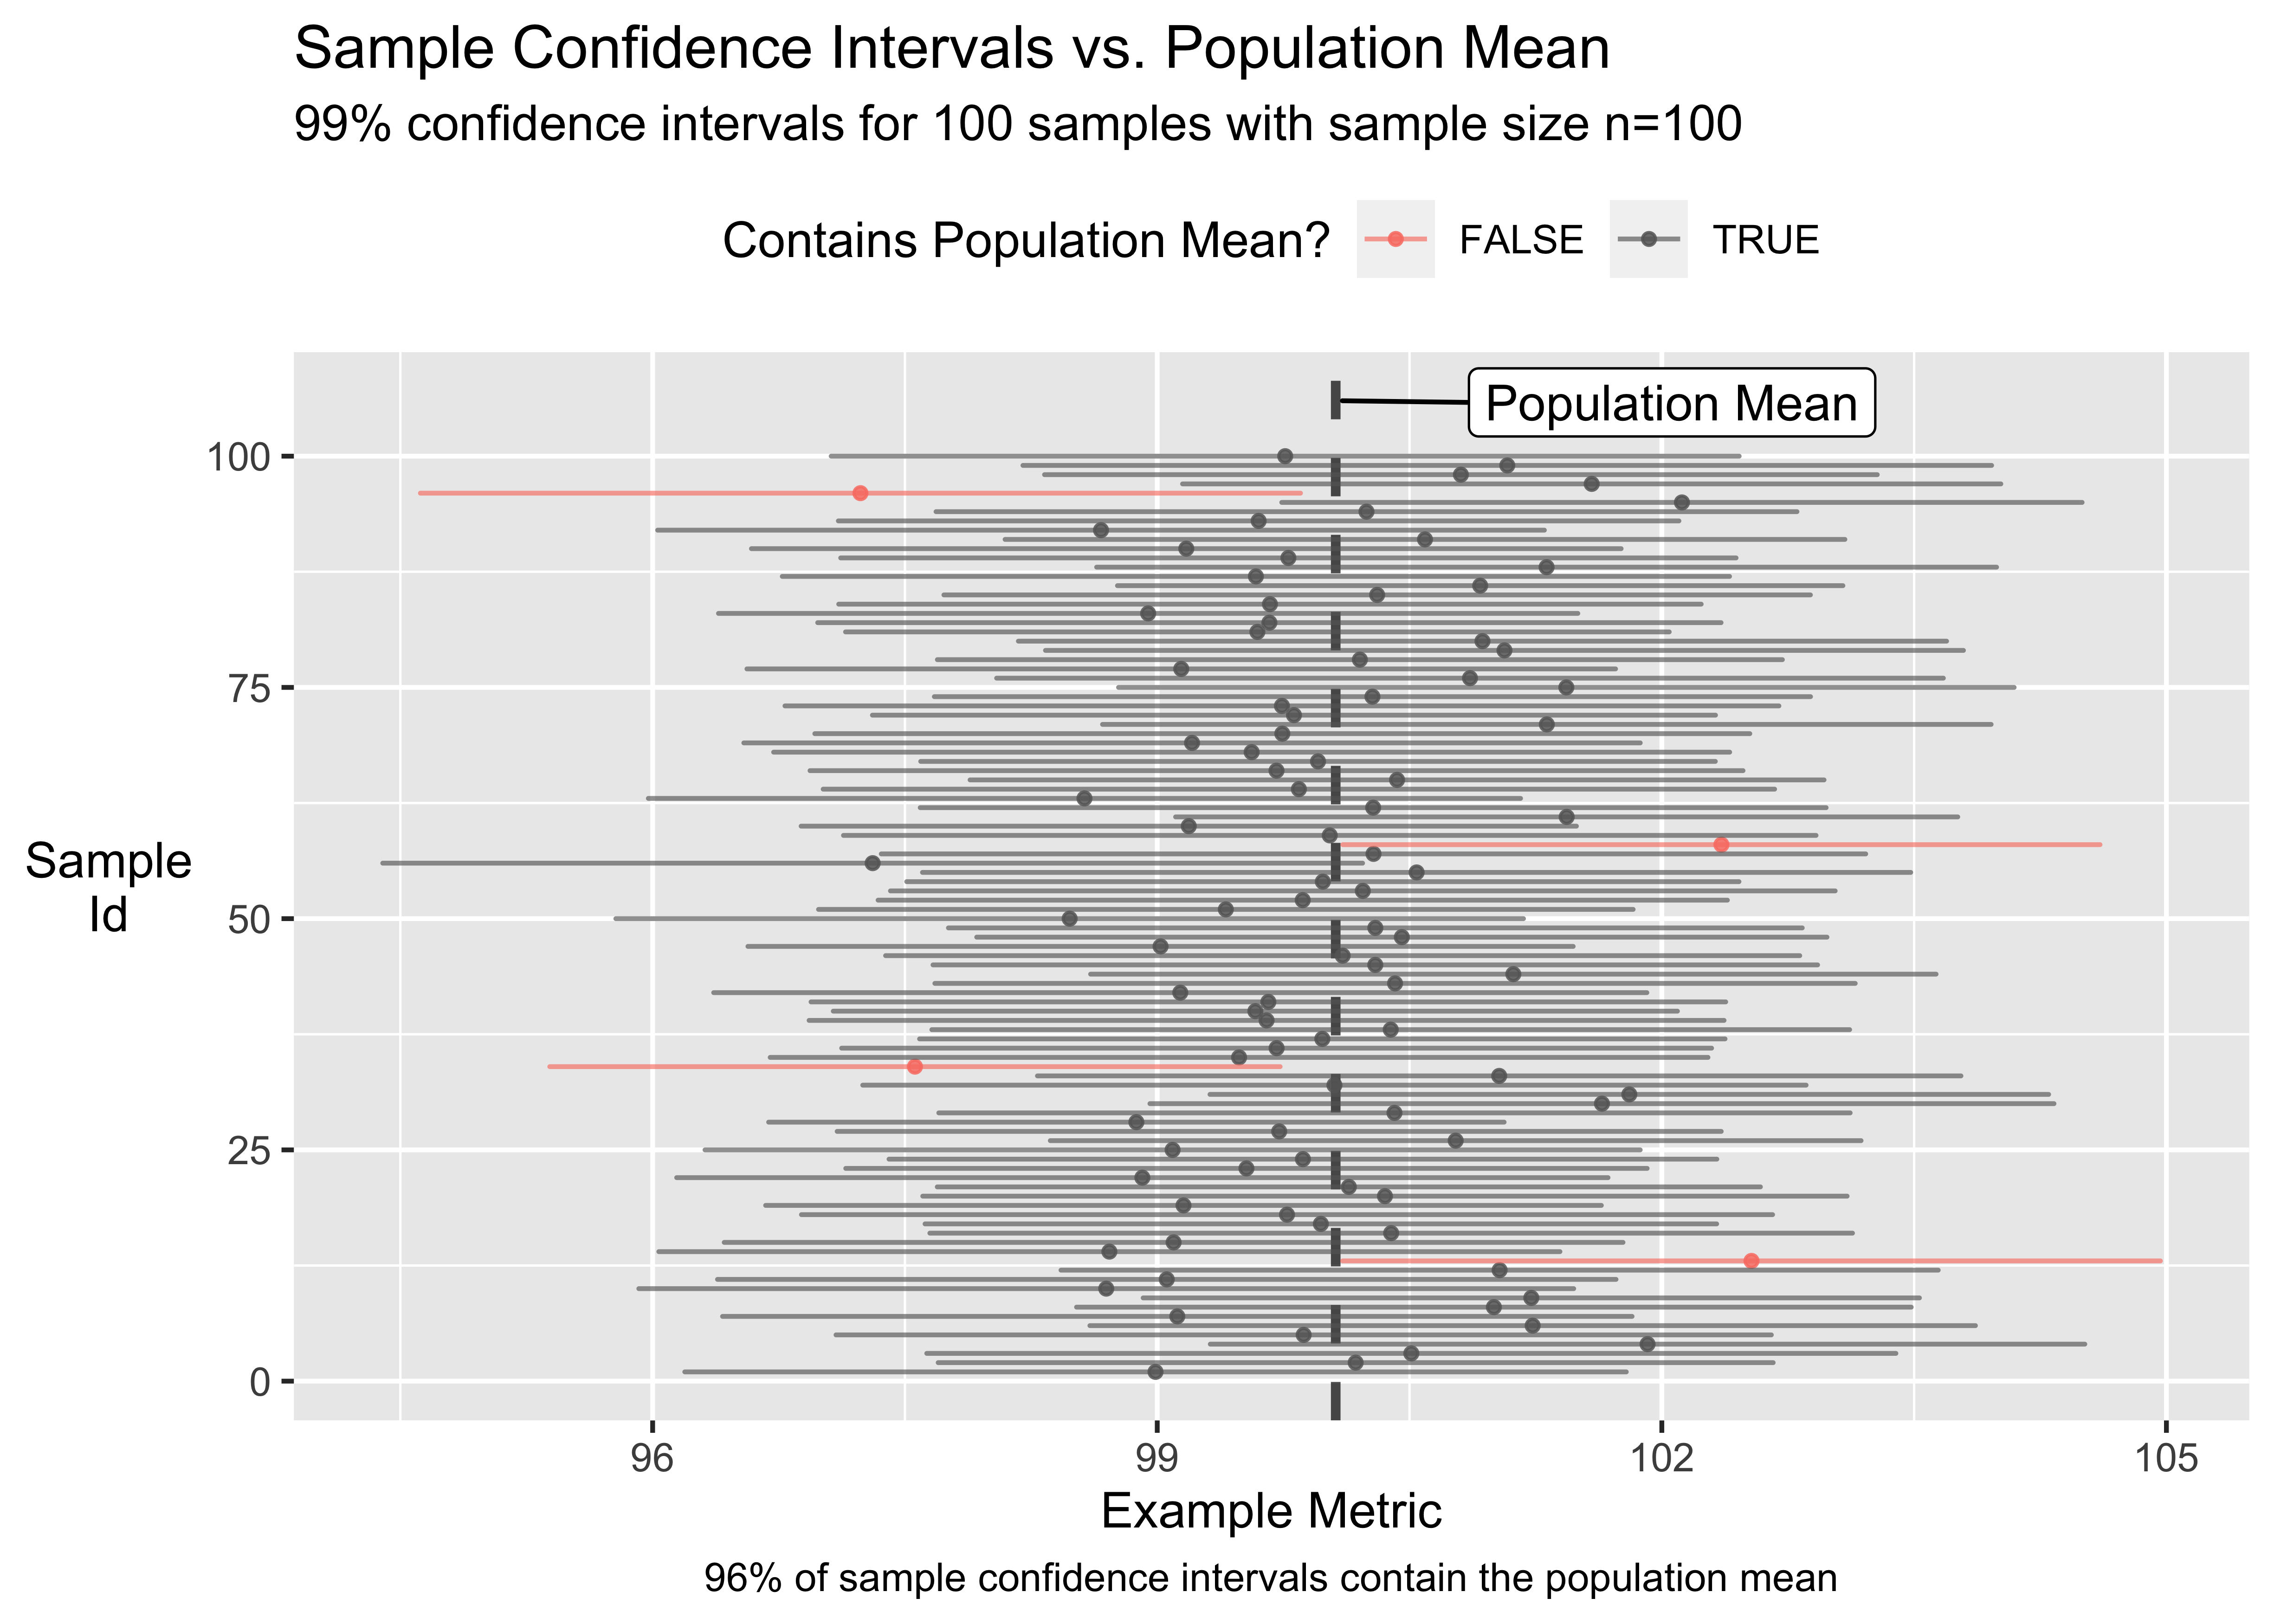 Sample Confidence Intervals vs. Population Mean
99% confidence intervals for 100 samples with sample size n=100
Contains Population Mean? FALSE TRUE
Population Mean
100
75
50
25
0
Sample
Id
96 99 102 105
Example Metric
96% of sample confidence intervals contain the population mean